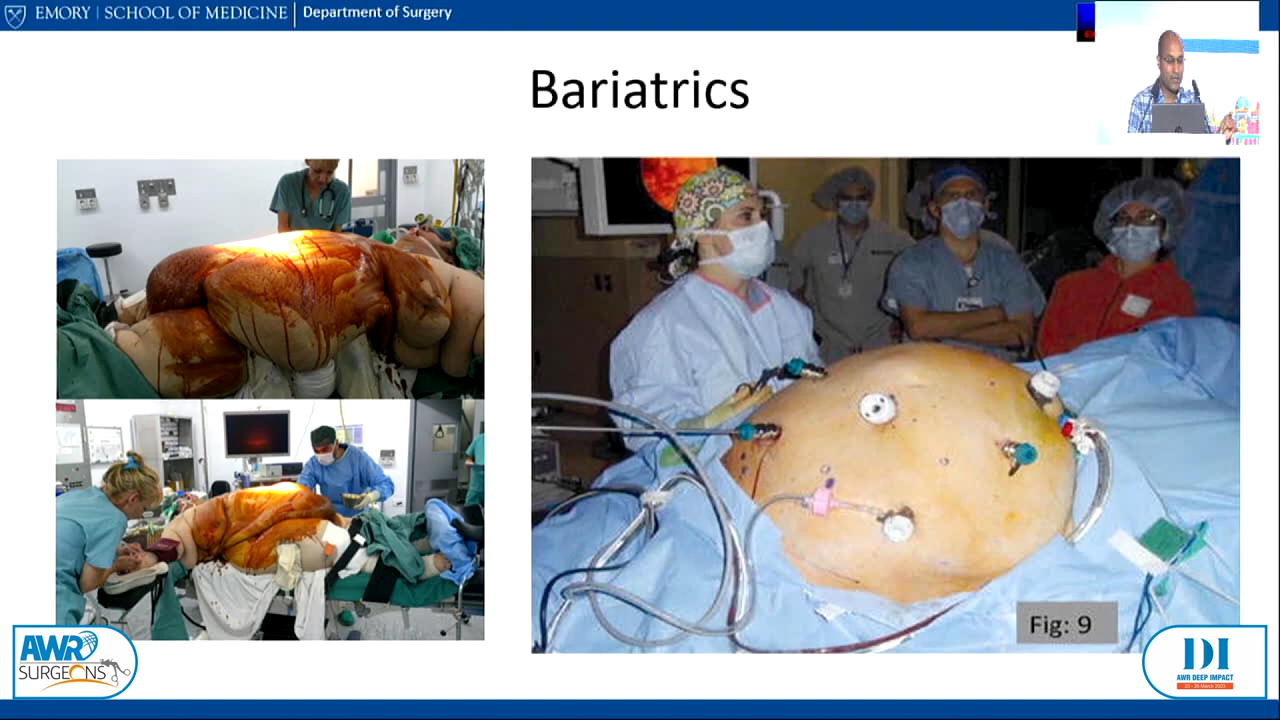 EMORY | SCHOOL OF MEDICINE | Department of Surgery
Bariatrics
Fig: 9
AWR
SURGEONS
DI
AWR DEEP IMPACT